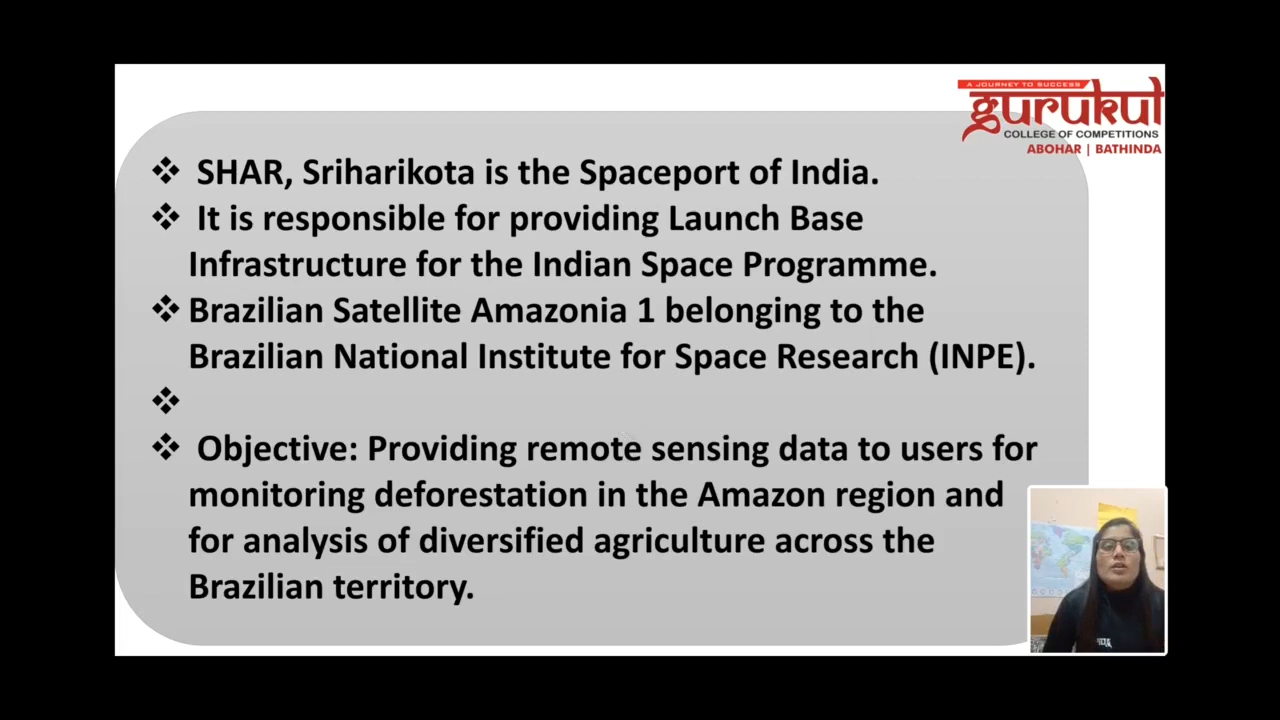 A JOURNEY TO SUCCESS
gurukul
COLLEGE OF COMPETITIONS
ABOHAR | BATHINDA
❖ SHAR, Sriharikota is the Spaceport of India.
❖ It is responsible for providing Launch Base
Infrastructure for the Indian Space Programme.
❖ Brazilian Satellite Amazonia 1 belonging to the
Brazilian National Institute for Space Research (INPE).
❖
❖ Objective: Providing remote sensing data to users for
monitoring deforestation in the Amazon region and
for analysis of diversified agriculture across the
Brazilian territory.